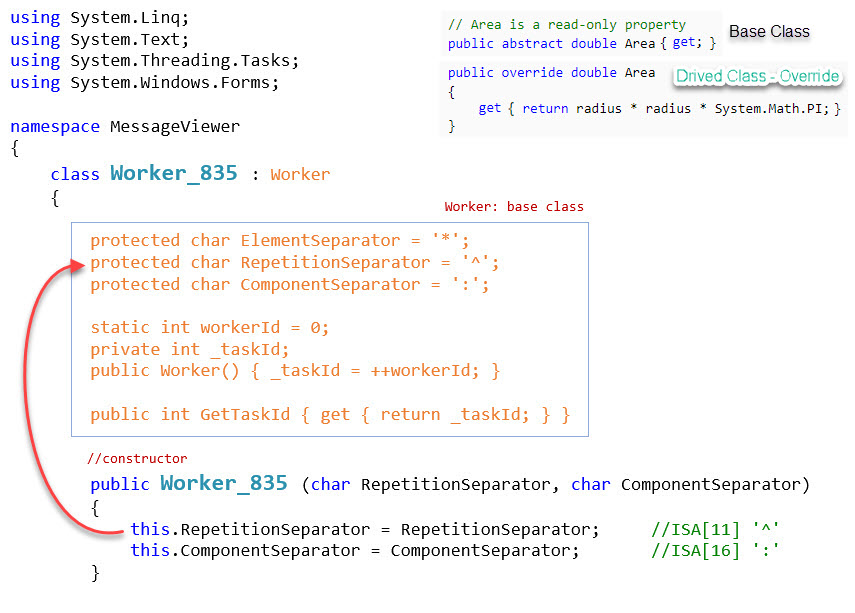 using System.Linq;
using System.Text;
using System.Threading.Tasks;
using System.Windows.Forms;
// Area is a read-only property
public abstract double Area { get; }
Base Class
public override double Area
Drived Class - Override
{
get { return radius * radius * System.Math.PI; }
}
namespace MessageViewer
{
class Worker_835 : Worker
{
Worker: base class
protected char ElementSeparator = '*';
protected char RepetitionSeparator = '^';
protected char ComponentSeparator = ':';
static int workerId = 0;
private int _taskId;
public Worker() { _taskId = ++workerId; }
public int GetTaskId { get { return _taskId; } }
//constructor
public Worker_835 (char RepetitionSeparator, char ComponentSeparator)
{
this.RepetitionSeparator = RepetitionSeparator; //ISA[11] '^'
this.ComponentSeparator = ComponentSeparator; //ISA[16] ':'
}